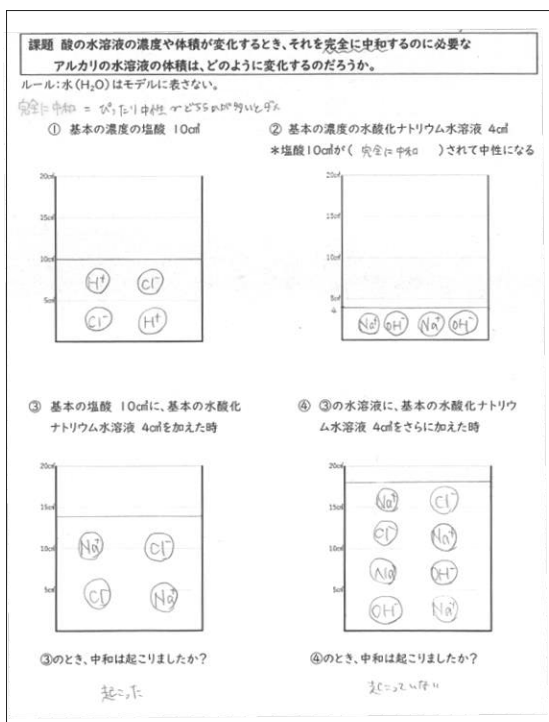 課題 酸の水溶液の濃度や体積が変化するとき、それを完全に中和するのに必要な
アルカリの水溶液の体積は、どのように変化するのだろうか。
ルール:水(H₂O)はモデルに表さない。
完全に中和 = ぴったり中性
① 基本の濃度の塩酸 10㎤
② 基本の濃度の水酸化ナトリウム水溶液 4㎤
*塩酸10㎤が( 完全に中和 )されて中性になる
20㎤
15㎤
10㎤
5㎤
H⁺ Cl⁻
Cl⁻ H⁺
20㎤
15㎤
10㎤
5㎤
4
Na⁺ OH⁻ Na⁺ OH⁻
③ 基本の塩酸 10㎤に、基本の水酸化
ナトリウム水溶液 4㎤を加えた時
④ ③の水溶液に、基本の水酸化ナトリウ
ム水溶液 4㎤をさらに加えた時
20㎤
15㎤
10㎤
5㎤
Na⁺ Cl⁻
Cl⁻ Na⁺
20㎤
15㎤
10㎤
5㎤
Na⁺ Cl⁻
Cl⁻ Na⁺
Na⁺ OH⁻
OH⁻ Na⁺
③のとき、中和は起こりましたか?
起こった
④のとき、中和は起こりましたか?
起こっていない